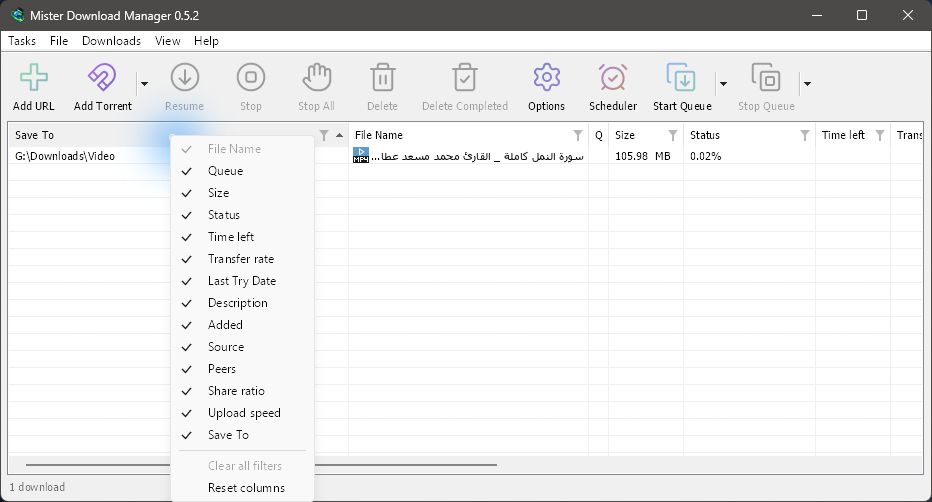 Mister Download Manager 0.5.2
Tasks File Downloads View Help
Add URL Add Torrent Resume Stop Stop All Delete Delete Completed Options Scheduler Start Queue Stop Queue
Save To File Name Q Size Status Time left Trans
G:\Downloads\Video MP4 سورة النمل كاملة _ القارئ محمد مسعد عطا... 105.98 MB 0.02%
File Name
Queue
Size
Status
Time left
Transfer rate
Last Try Date
Description
Added
Source
Peers
Share ratio
Upload speed
Save To
Clear all filters
Reset columns
1 download